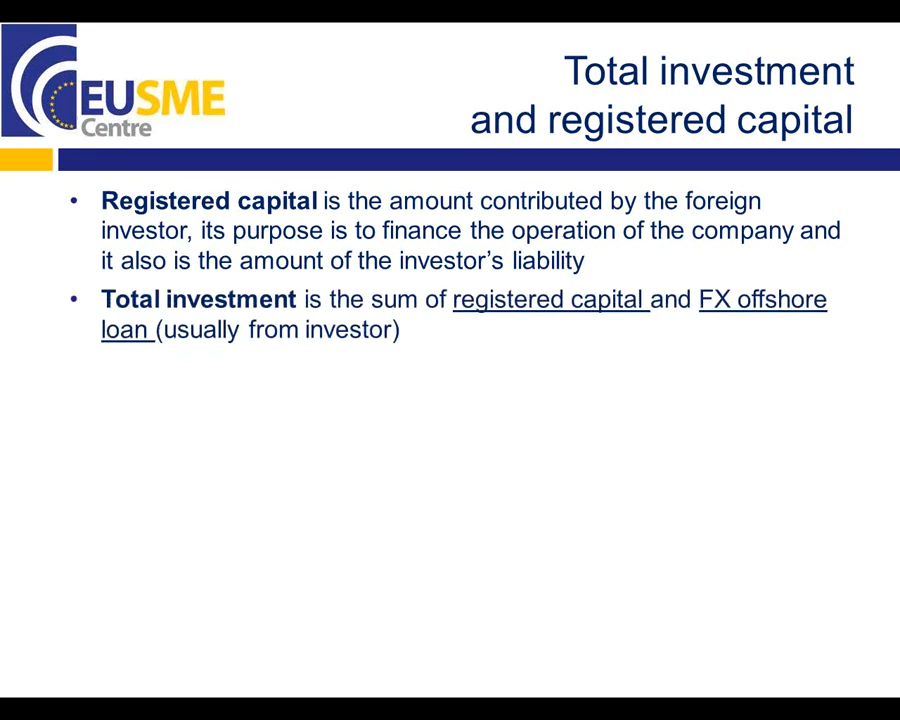 EUSME
Centre
Total investment
and registered capital
• Registered capital is the amount contributed by the foreign
investor, its purpose is to finance the operation of the company and
it also is the amount of the investor’s liability
• Total investment is the sum of registered capital and FX offshore
loan (usually from investor)